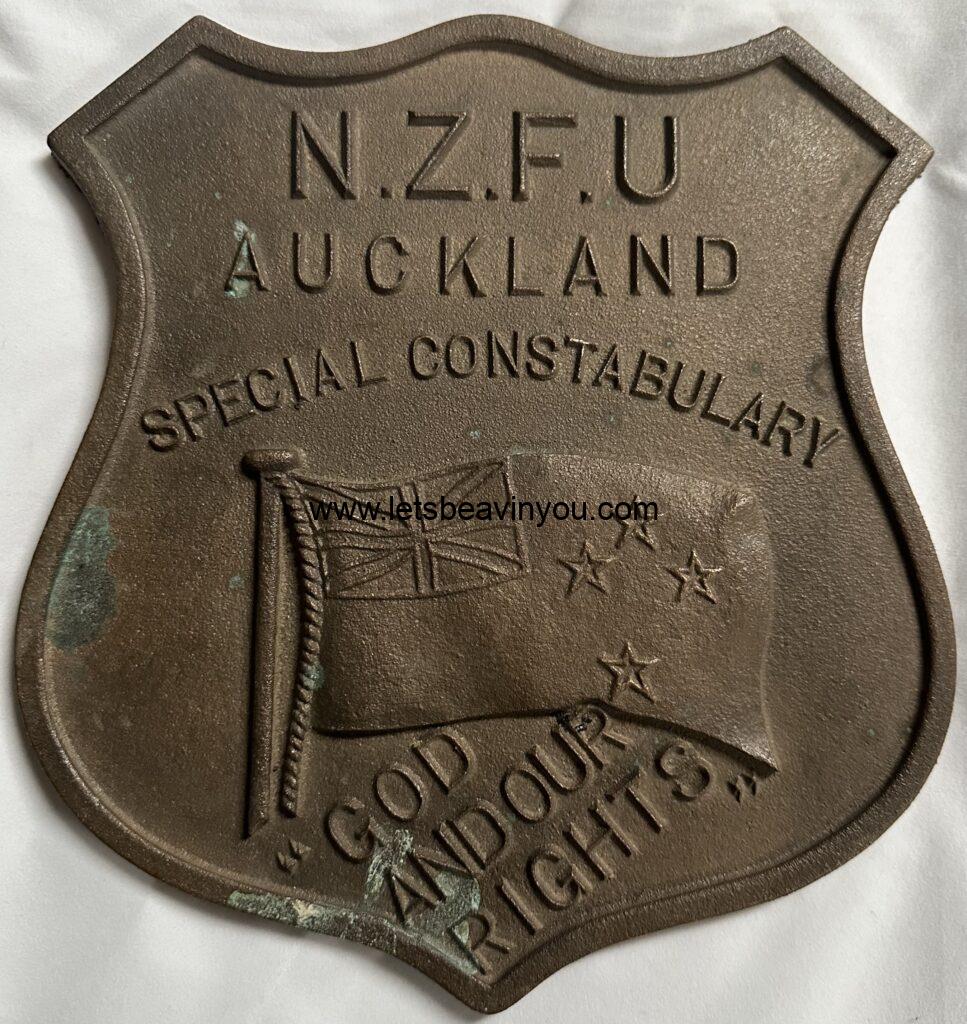 N.Z.F.U
AUCKLAND
SPECIAL CONSTABULARY
www.letsbeavinyou.com
"GOD
AND OUR
RIGHTS"